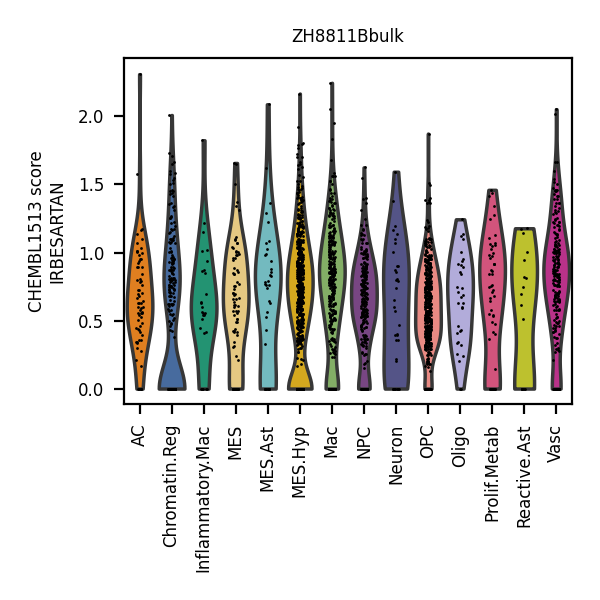 ZH8811Bbulk
CHEMBL1513 score
IRBESARTAN
2.0
1.5
1.0
0.5
0.0
AC
Chromatin.Reg
Inflammatory.Mac
MES
MES.Ast
MES.Hyp
Mac
NPC
Neuron
OPC
Oligo
Prolif.Metab
Reactive.Ast
Vasc